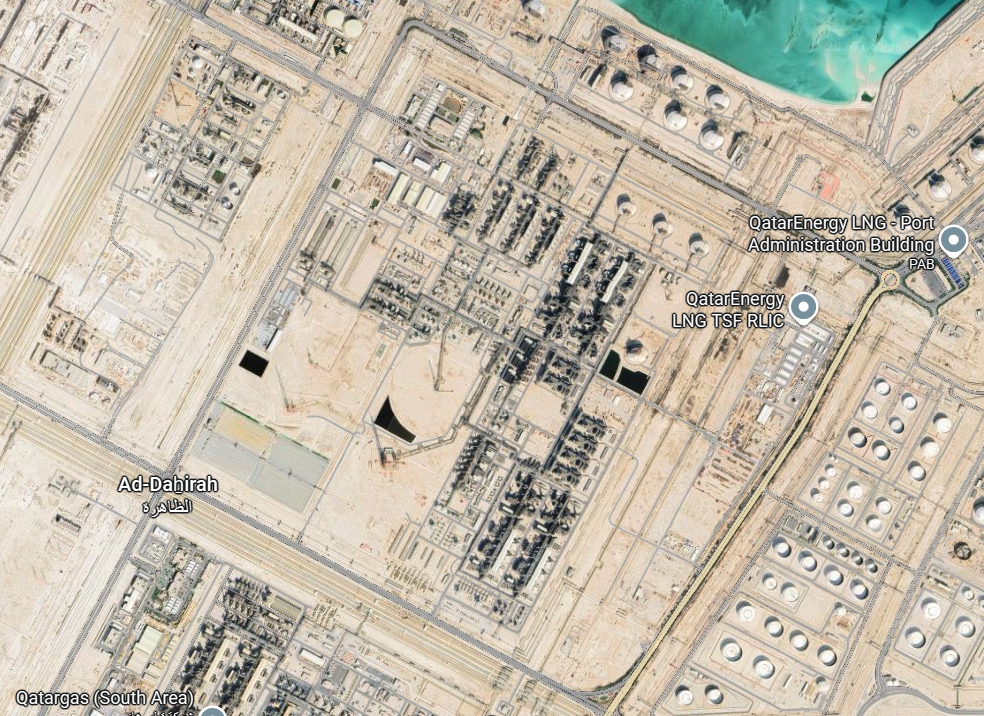 QatarEnergy LNG - Port
Administration Building
PAB
QatarEnergy
LNG TSF RLIC
Ad-Dahirah
الظاهرة
Qatargas (South Area)